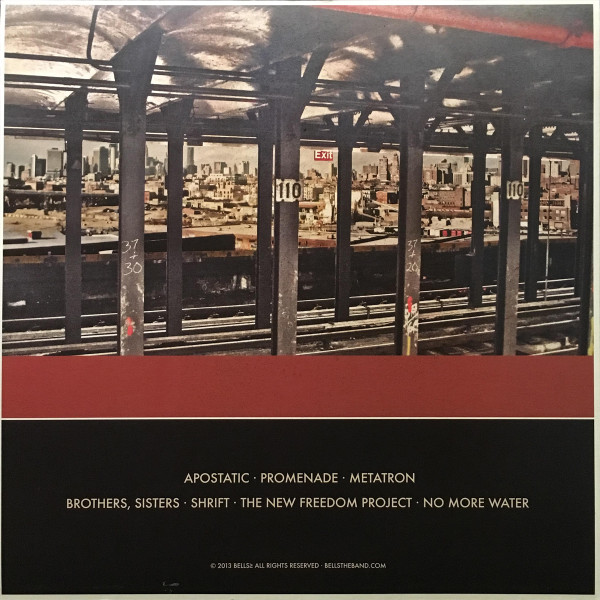 Exit
110
110
37
+
30
37
+
20
APOSTATIC · PROMENADE · METATRON
BROTHERS, SISTERS · SHRIFT · THE NEW FREEDOM PROJECT · NO MORE WATER
© 2013 BELLS≥ ALL RIGHTS RESERVED · BELLSTHEBAND.COM